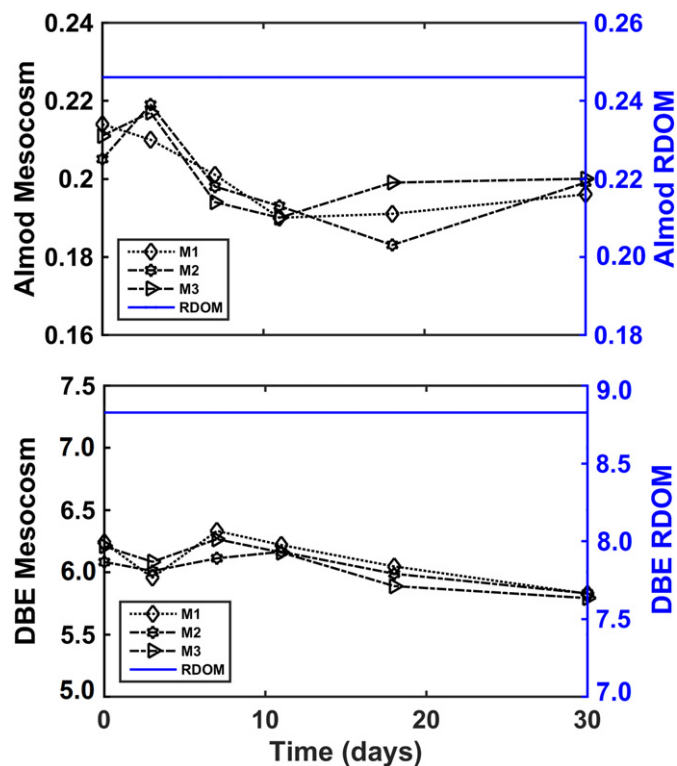 0.24
0.22
0.2
0.18
0.16
AImod Mesocosm
M1
M2
M3
RDOM
0.26
0.24
0.22
0.20
0.18
AImod RDOM
7.5
7.0
6.5
6.0
5.5
5.0
DBE Mesocosm
M1
M2
M3
RDOM
9.0
8.5
8.0
7.5
7.0
DBE RDOM
0 10 20 30
Time (days)